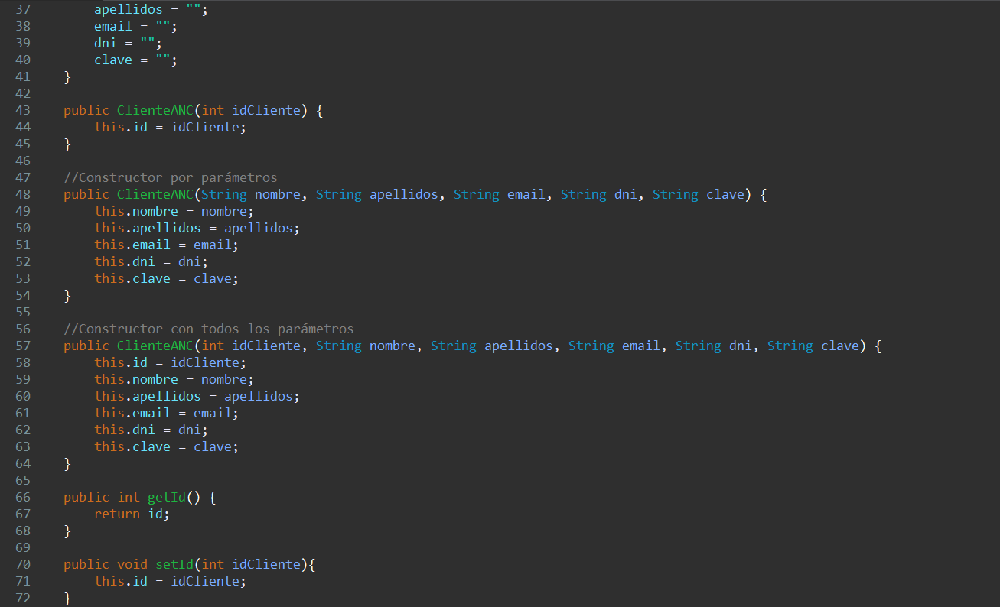 37 apellidos = "";
38 email = "";
39 dni = "";
40 clave = "";
41 }
42
43 public ClienteANC(int idCliente) {
44 this.id = idCliente;
45 }
46
47 //Constructor por parámetros
48 public ClienteANC(String nombre, String apellidos, String email, String dni, String clave) {
49 this.nombre = nombre;
50 this.apellidos = apellidos;
51 this.email = email;
52 this.dni = dni;
53 this.clave = clave;
54 }
55
56 //Constructor con todos los parámetros
57 public ClienteANC(int idCliente, String nombre, String apellidos, String email, String dni, String clave) {
58 this.id = idCliente;
59 this.nombre = nombre;
60 this.apellidos = apellidos;
61 this.email = email;
62 this.dni = dni;
63 this.clave = clave;
64 }
65
66 public int getId() {
67 return id;
68 }
69
70 public void setId(int idCliente){
71 this.id = idCliente;
72 }